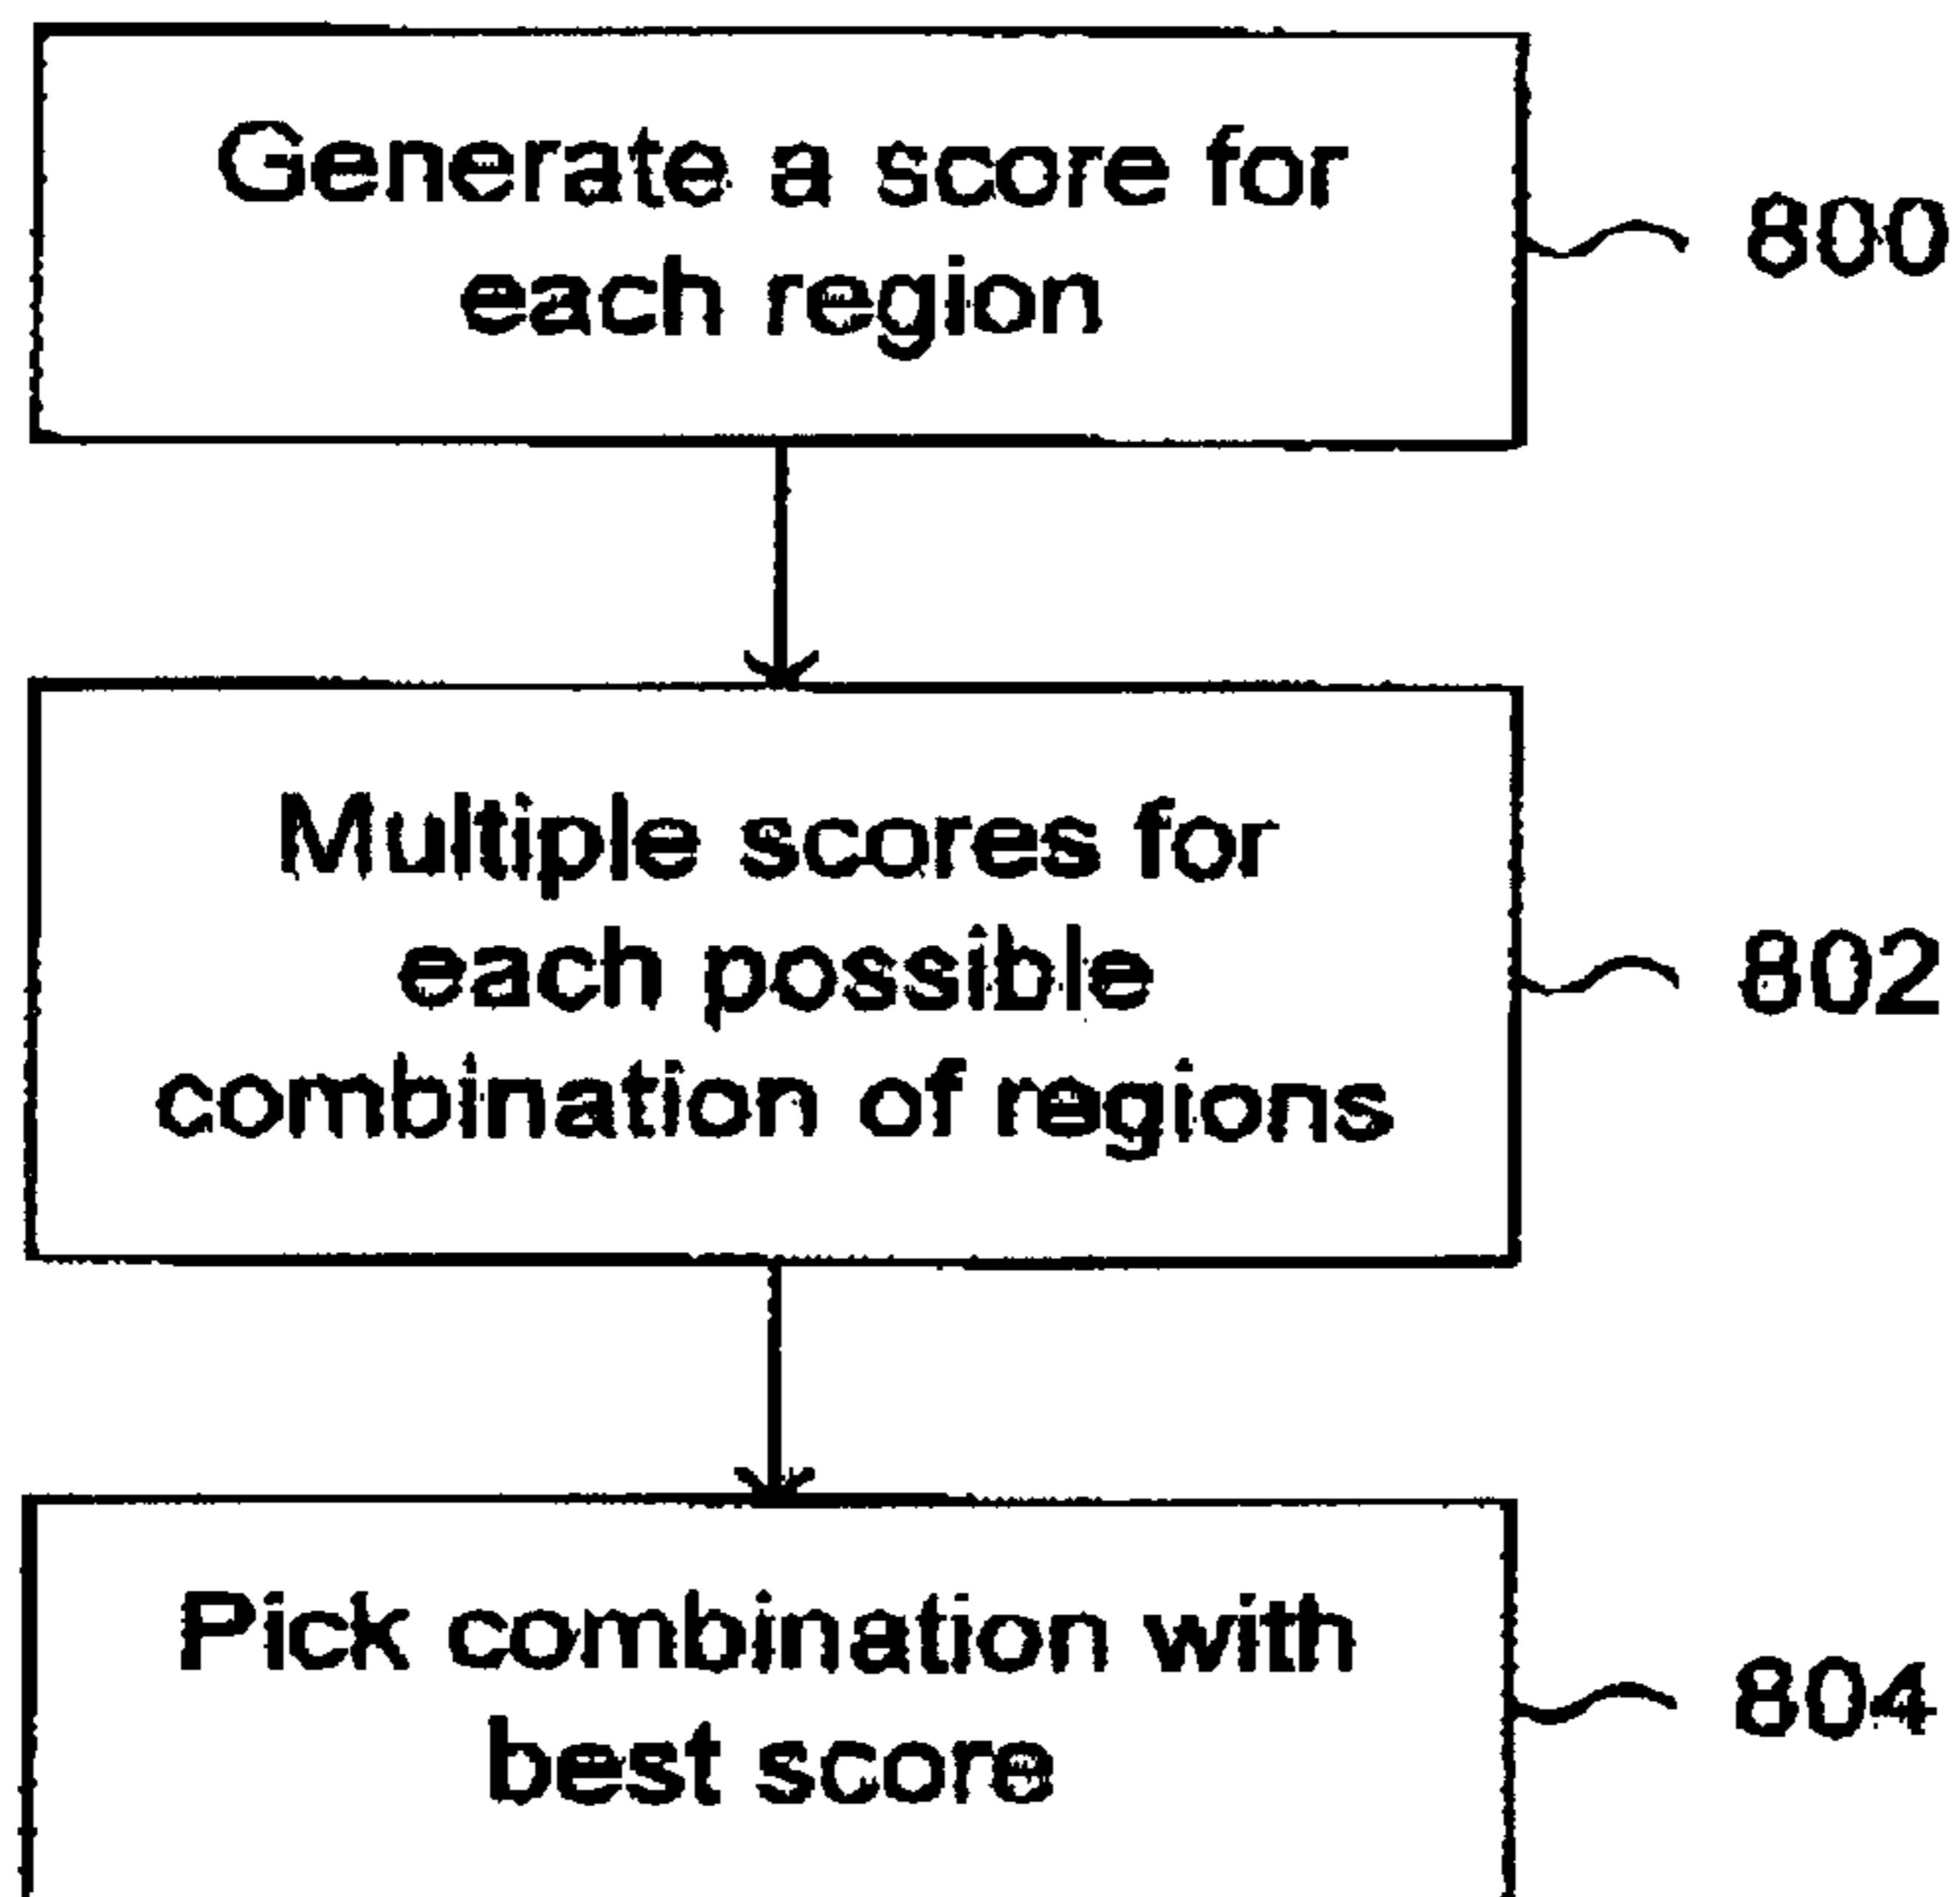 Generate a score for
each region
800
Multiple scores for
each possible
combination of regions
802
Pick combination with
best score
804